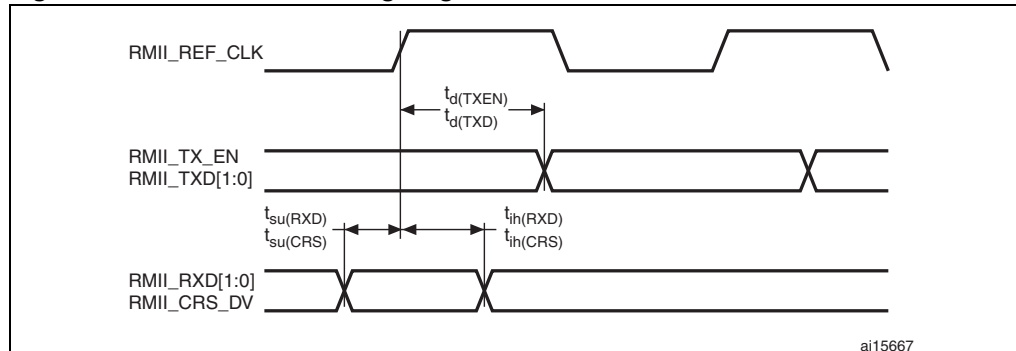 RMII_REF_CLK
td(TXEN)
td(TXD)
RMII_TX_EN
RMII_TXD[1:0]
tsu(RXD)
tsu(CRS)
tih(RXD)
tih(CRS)
RMII_RXD[1:0]
RMII_CRS_DV
ai15667